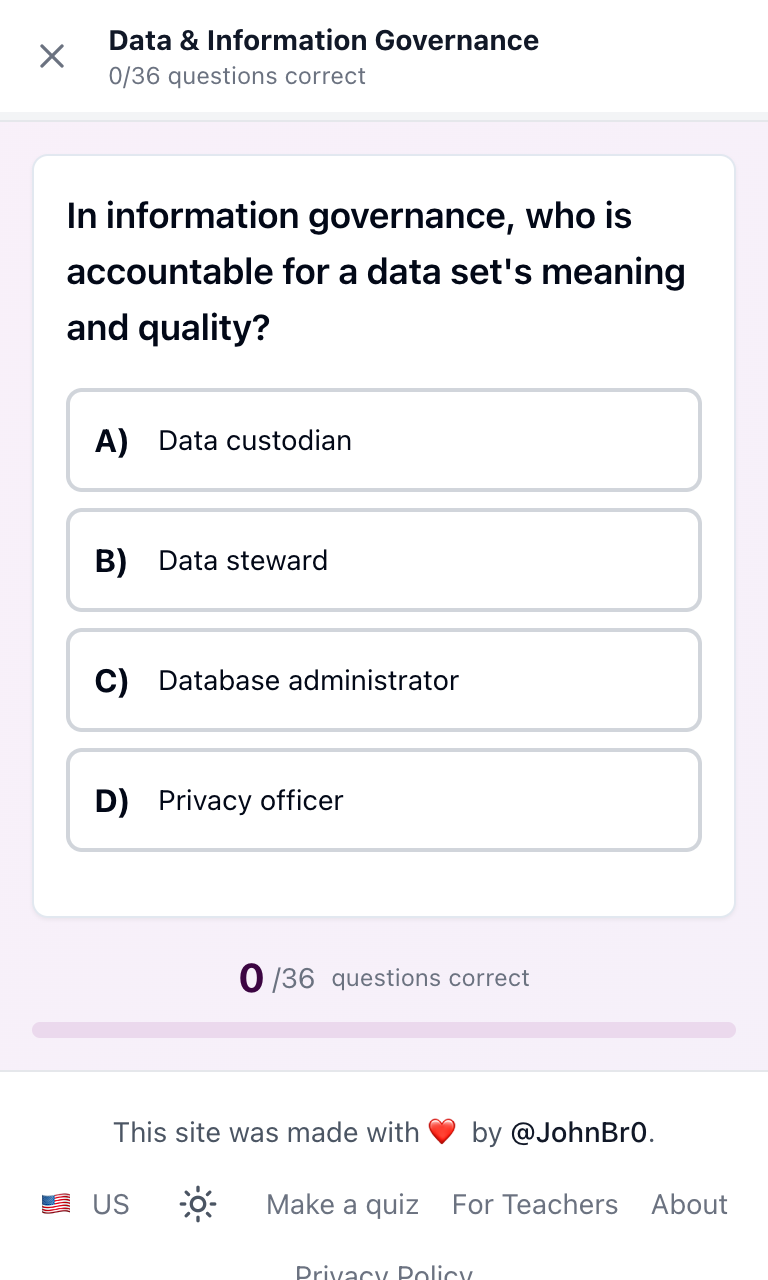 Data & Information Governance
0/36 questions correct
In information governance, who is
accountable for a data set's meaning
and quality?
A) Data custodian
B) Data steward
C) Database administrator
D) Privacy officer
0 /36 questions correct
This site was made with ❤️ by @JohnBr0.
🇺🇸 US Make a quiz For Teachers About
Privacy Policy